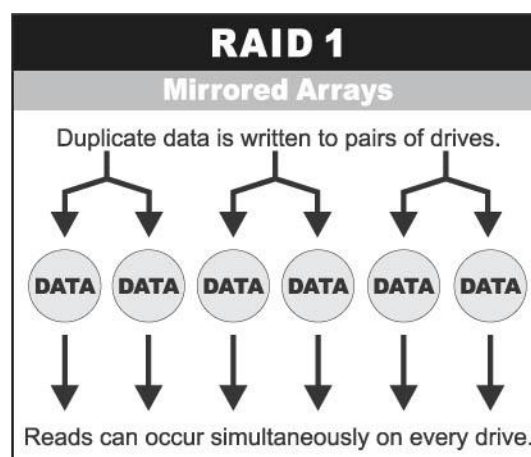 RAID 1
Mirrored Arrays
Duplicate data is written to pairs of drives.
DATA DATA DATA DATA DATA DATA
Reads can occur simultaneously on every drive.